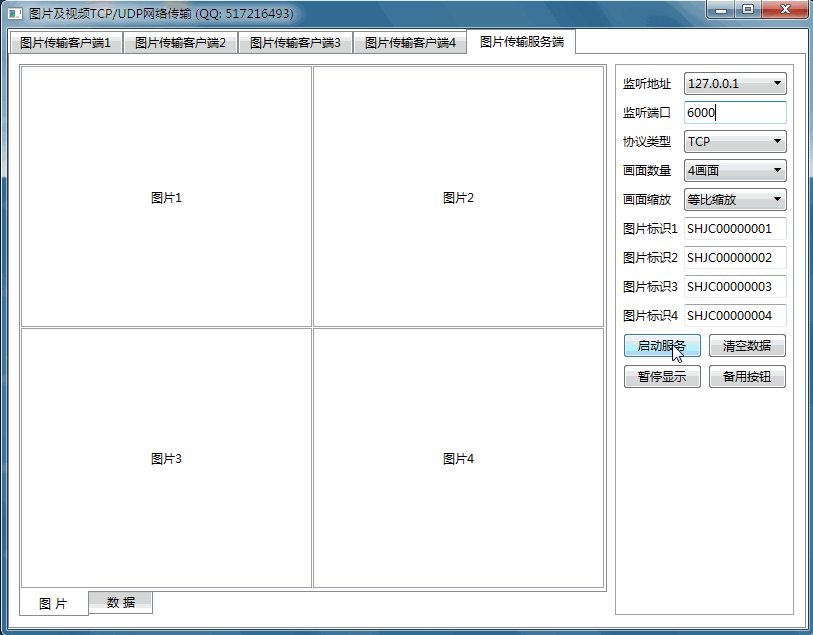 图片及视频TCP/UDP网络传输 (QQ: 517216493)
图片传输客户端1 图片传输客户端2 图片传输客户端3 图片传输客户端4 图片传输服务端
图片1 图片2
图片3 图片4
图 片 数 据
监听地址 127.0.0.1
监听端口 6000
协议类型 TCP
画面数量 4画面
画面缩放 等比缩放
图片标识1 SHJC00000001
图片标识2 SHJC00000002
图片标识3 SHJC00000003
图片标识4 SHJC00000004
启动服务 清空数据
暂停显示 备用按钮